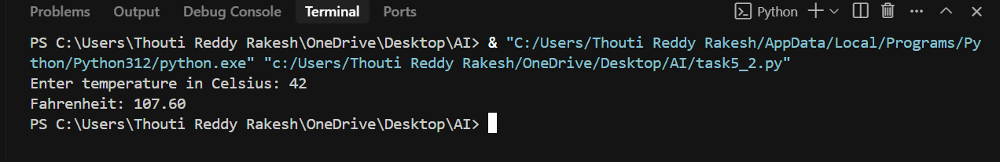 Problems Output Debug Console Terminal Ports Python
PS C:\Users\Thouti Reddy Rakesh\OneDrive\Desktop\AI> & "C:/Users/Thouti Reddy Rakesh/AppData/Local/Programs/Py
thon/Python312/python.exe" "c:/Users/Thouti Reddy Rakesh/OneDrive/Desktop/AI/task5_2.py"
Enter temperature in Celsius: 42
Fahrenheit: 107.60
PS C:\Users\Thouti Reddy Rakesh\OneDrive\Desktop\AI>